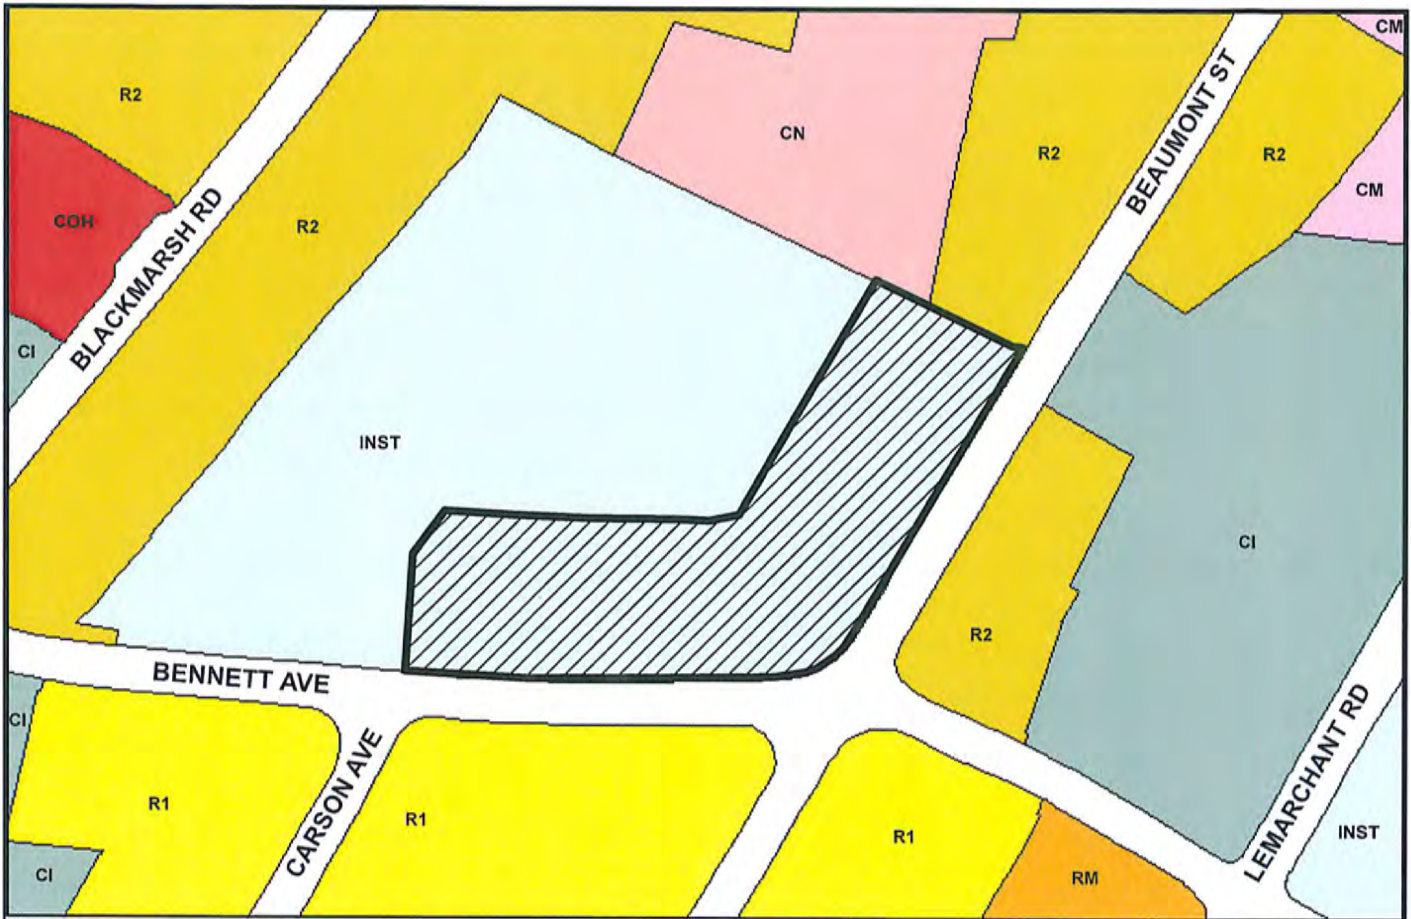 CM
R2
BEAUMONT ST
CN
R2
R2
CM
COH
R2
BLACKMARSH RD
CI
INST
CI
R2
BENNETT AVE
CI
LEMARCHANT RD
CARSON AVE
R1
R1
R1
INST
CI
RM